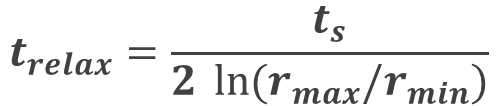 t_relax = t_s / (2 ln(r_max/r_min))